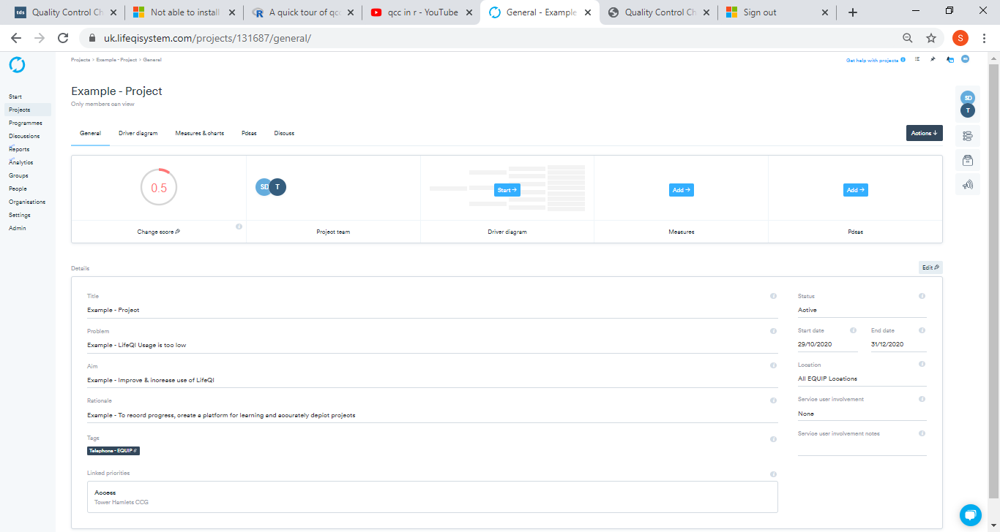 tds Quality Control Ch
Not able to install
A quick tour of qcc
qcc in r - YouTube
General - Example
Quality Control Ch
Sign out
uk.lifeqisystem.com/projects/131687/general/
S
Projects > Example - Project > General
Get help with projects
Start
Projects
Programmes
Discussions
Reports
Analytics
Groups
People
Organisations
Settings
Admin
Example - Project
Only members can view
SD
T
General Driver diagram Measures & charts Pdsas Discuss
Actions
0.5
SD T
Start
Add
Add
Change score
Project team
Driver diagram
Measures
Pdsas
Details
Edit
Title
Example - Project
Problem
Example - LifeQI Usage is too low
Aim
Example - Improve & increase use of LifeQI
Rationale
Example - To record progress, create a platform for learning and accurately depict projects
Tags
Telephone - EQUIP
Linked priorities
Access
Tower Hamlets CCG
Status
Active
Start date End date
29/10/2020 31/12/2020
Location
All EQUIP Locations
Service user involvement
None
Service user involvement notes